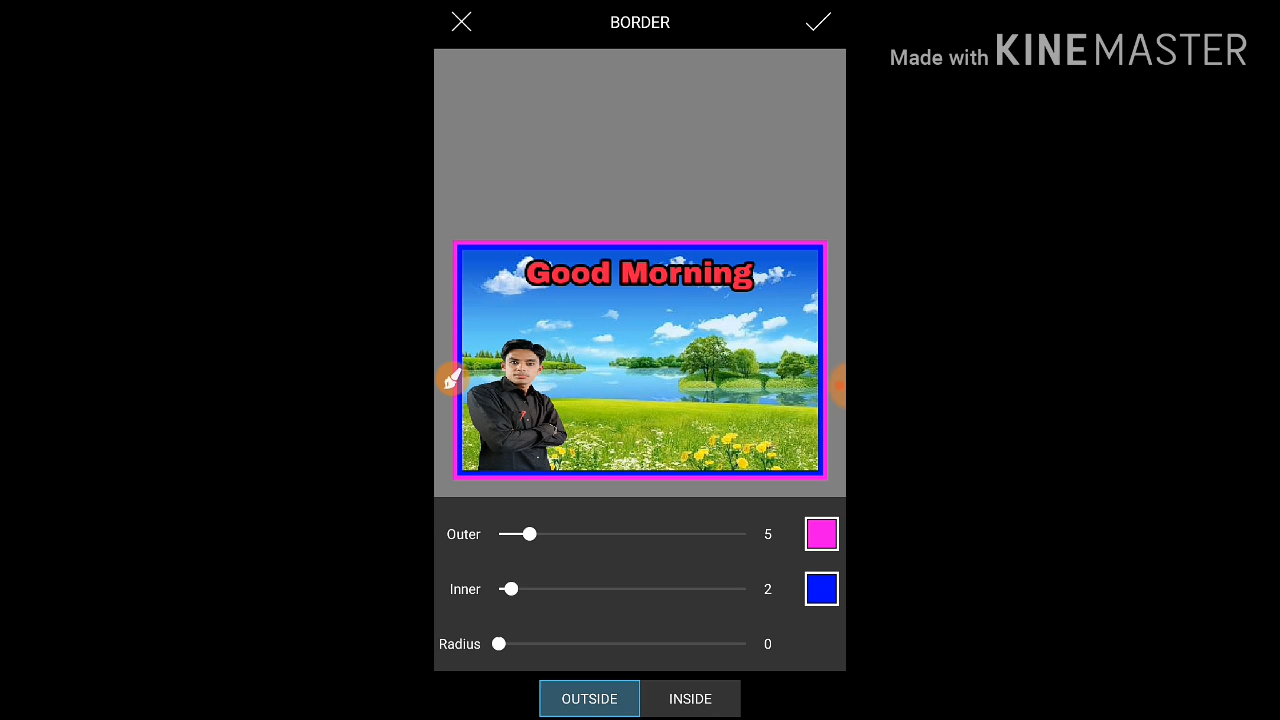 BORDER
Made with KINEMASTER
Good Morning
Outer 5
Inner 2
Radius 0
OUTSIDE INSIDE